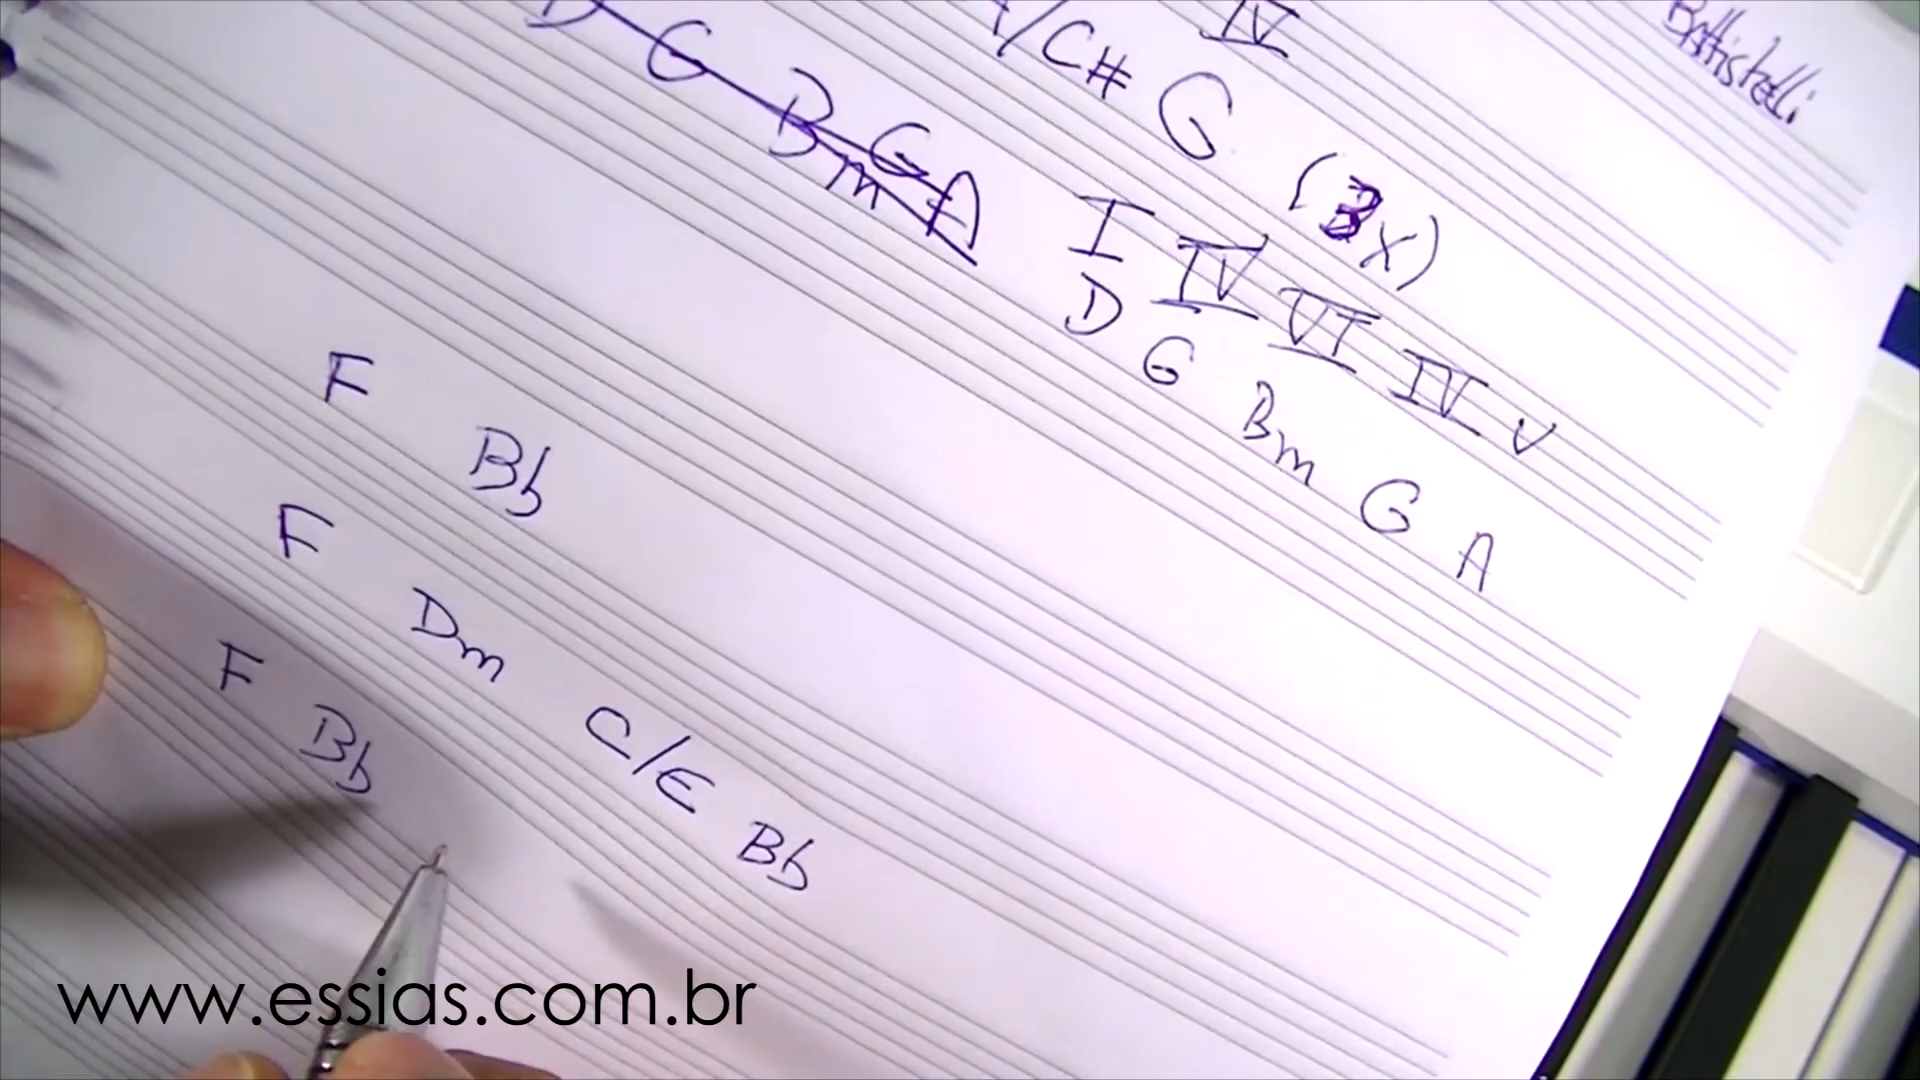 Battistelli
IV
A/C# G (3x)
D G Bm G A
I IV VI IV V
D G Bm G A
F Bb
F Dm C/E Bb
F Bb
www.essias.com.br